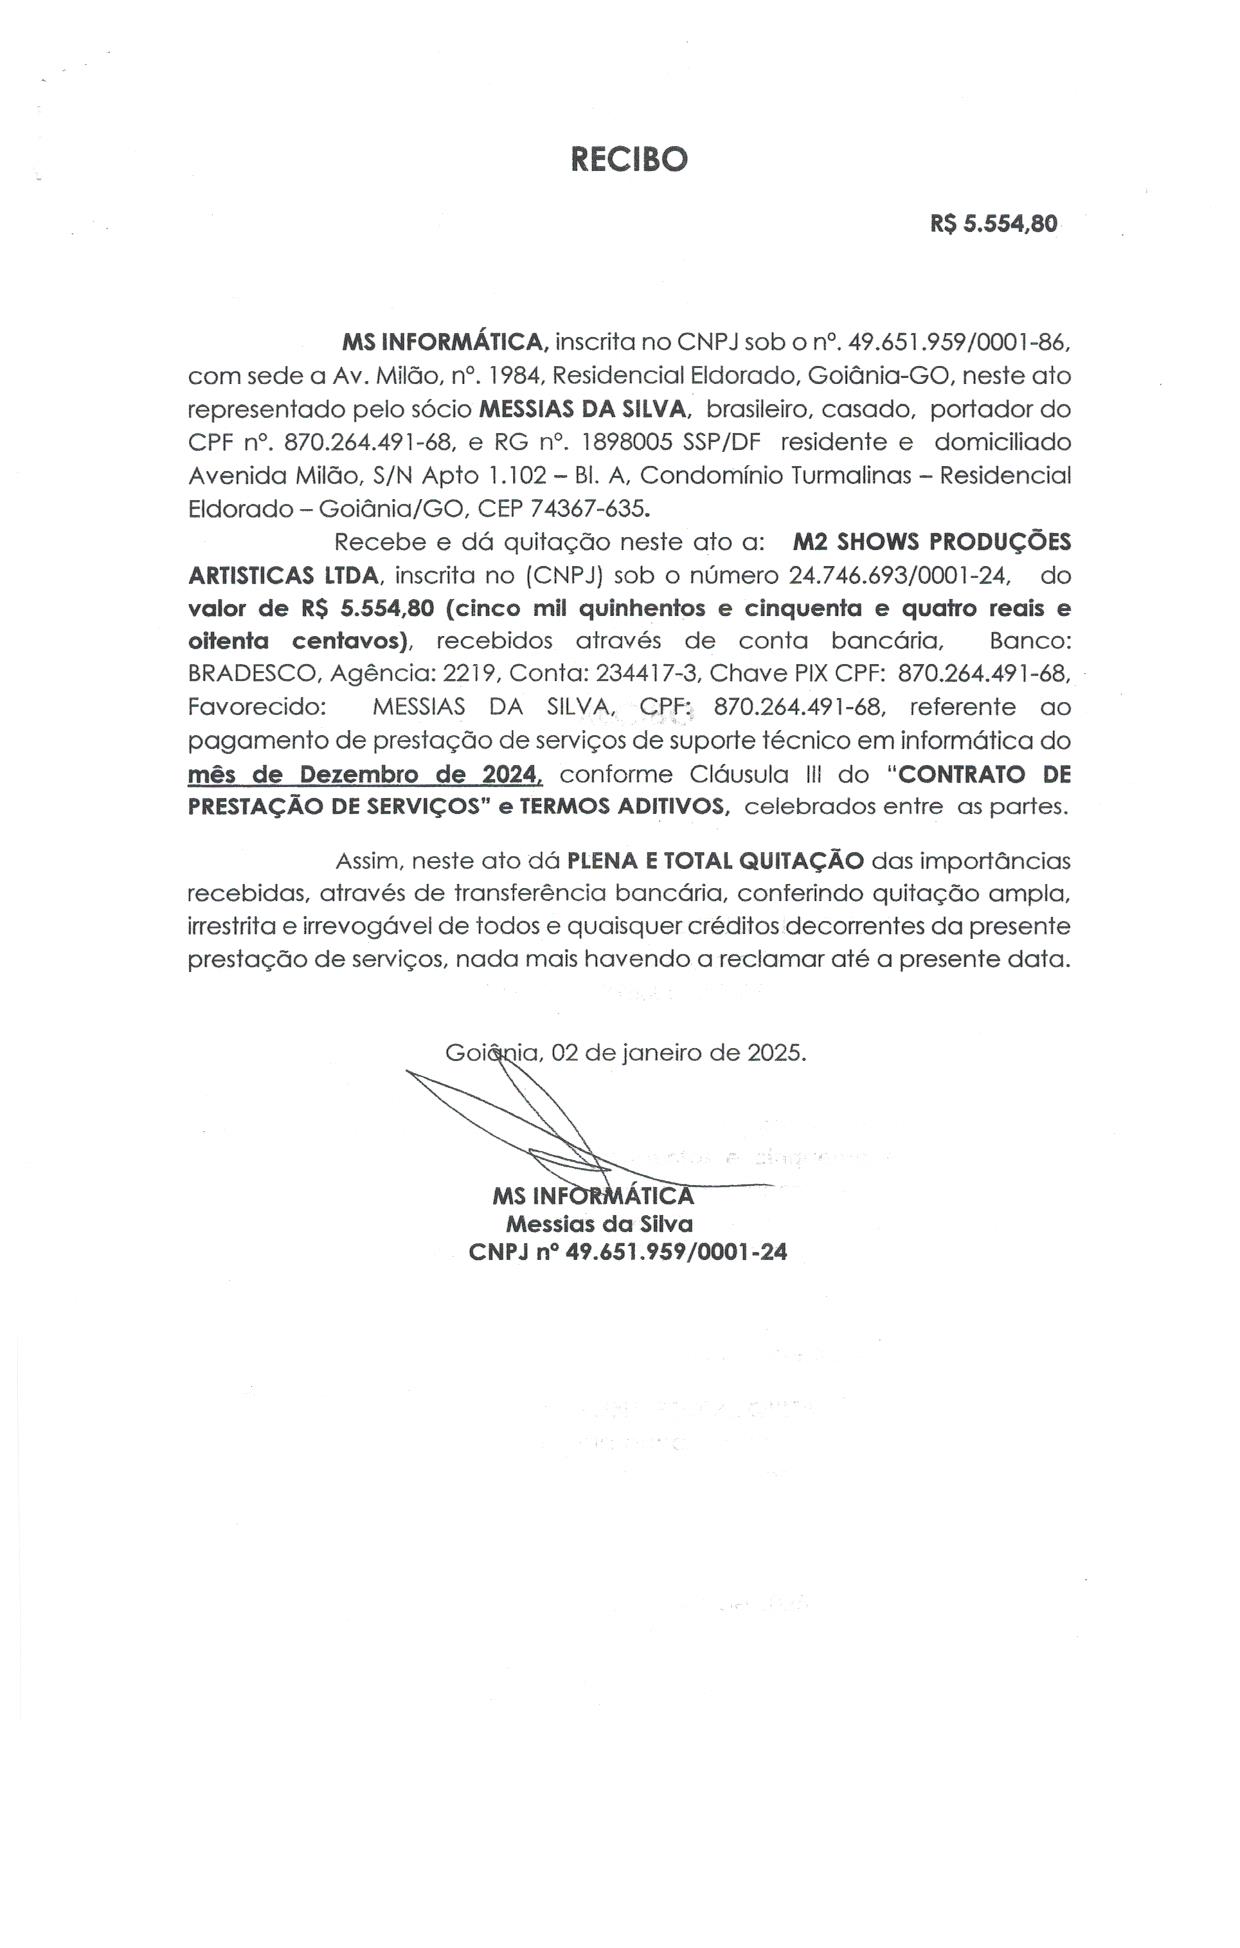 RECIBO
R$ 5.554,80
MS INFORMÁTICA, inscrita no CNPJ sob o nº. 49.651.959/0001-86,
com sede a Av. Milão, nº. 1984, Residencial Eldorado, Goiânia-GO, neste ato
representado pelo sócio MESSIAS DA SILVA, brasileiro, casado, portador do
CPF nº. 870.264.491-68, e RG nº. 1898005 SSP/DF residente e domiciliado
Avenida Milão, S/N Apto 1.102 – Bl. A, Condomínio Turmalinas – Residencial
Eldorado – Goiânia/GO, CEP 74367-635.
Recebe e dá quitação neste ato a: M2 SHOWS PRODUÇÕES
ARTISTICAS LTDA, inscrita no (CNPJ) sob o número 24.746.693/0001-24, do
valor de R$ 5.554,80 (cinco mil quinhentos e cinquenta e quatro reais e
oitenta centavos), recebidos através de conta bancária, Banco:
BRADESCO, Agência: 2219, Conta: 234417-3, Chave PIX CPF: 870.264.491-68,
Favorecido: MESSIAS DA SILVA, CPF: 870.264.491-68, referente ao
pagamento de prestação de serviços de suporte técnico em informática do
mês de Dezembro de 2024, conforme Cláusula III do “CONTRATO DE
PRESTAÇÃO DE SERVIÇOS” e TERMOS ADITIVOS, celebrados entre as partes.
Assim, neste ato dá PLENA E TOTAL QUITAÇÃO das importâncias
recebidas, através de transferência bancária, conferindo quitação ampla,
irrestrita e irrevogável de todos e quaisquer créditos decorrentes da presente
prestação de serviços, nada mais havendo a reclamar até a presente data.
Goiânia, 02 de janeiro de 2025.
MS INFORMÁTICA
Messias da Silva
CNPJ nº 49.651.959/0001-24